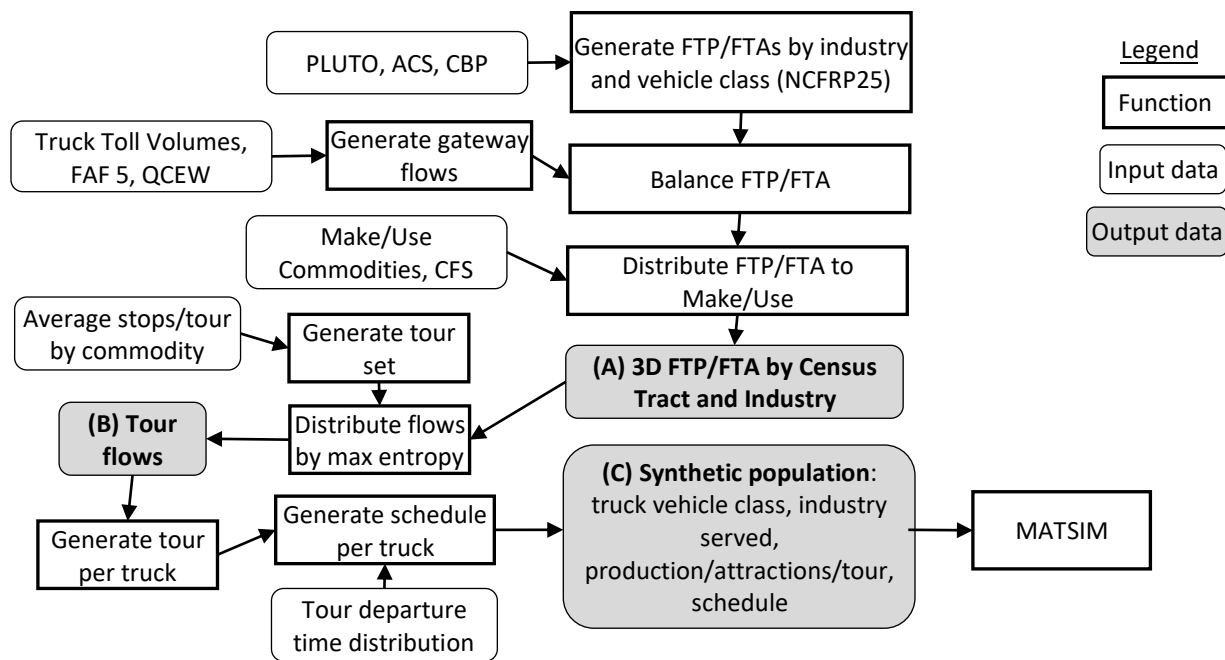 PLUTO, ACS, CBP
Generate FTP/FTAs by industry
and vehicle class (NCFRP25)
Legend
Function
Input data
Output data
Truck Toll Volumes,
FAF 5, QCEW
Generate gateway
flows
Balance FTP/FTA
Make/Use
Commodities, CFS
Distribute FTP/FTA to
Make/Use
Average stops/tour
by commodity
Generate tour
set
(A) 3D FTP/FTA by Census
Tract and Industry
(B) Tour
flows
Distribute flows
by max entropy
(C) Synthetic population:
truck vehicle class, industry
served,
production/attractions/tour,
schedule
MATSIM
Generate tour
per truck
Generate schedule
per truck
Tour departure
time distribution